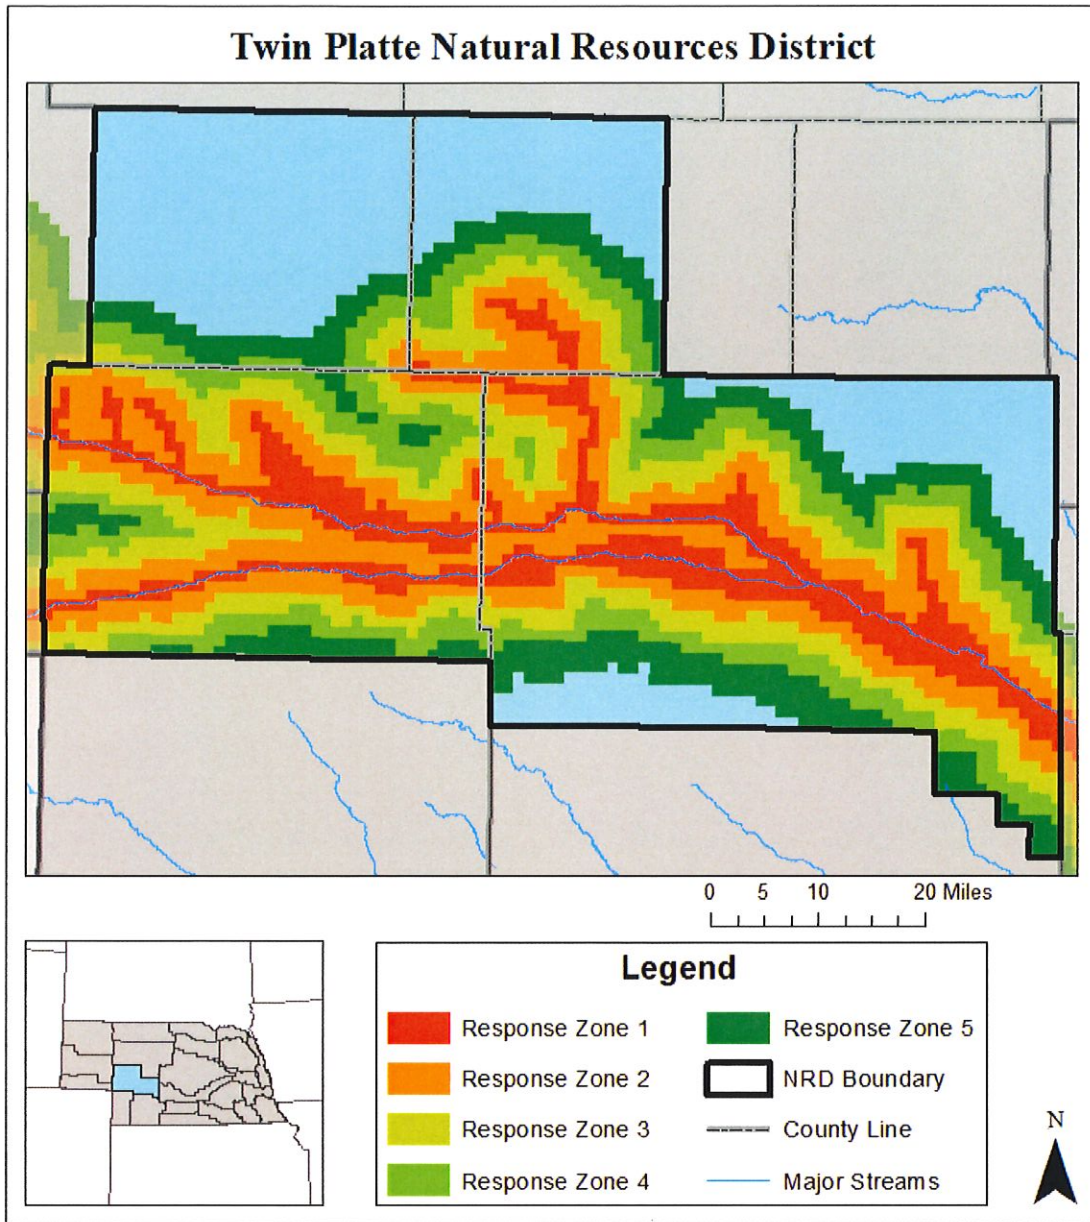 Twin Platte Natural Resources District
0 5 10 20 Miles
Legend
Response Zone 1
Response Zone 2
Response Zone 3
Response Zone 4
Response Zone 5
NRD Boundary
County Line
Major Streams
N